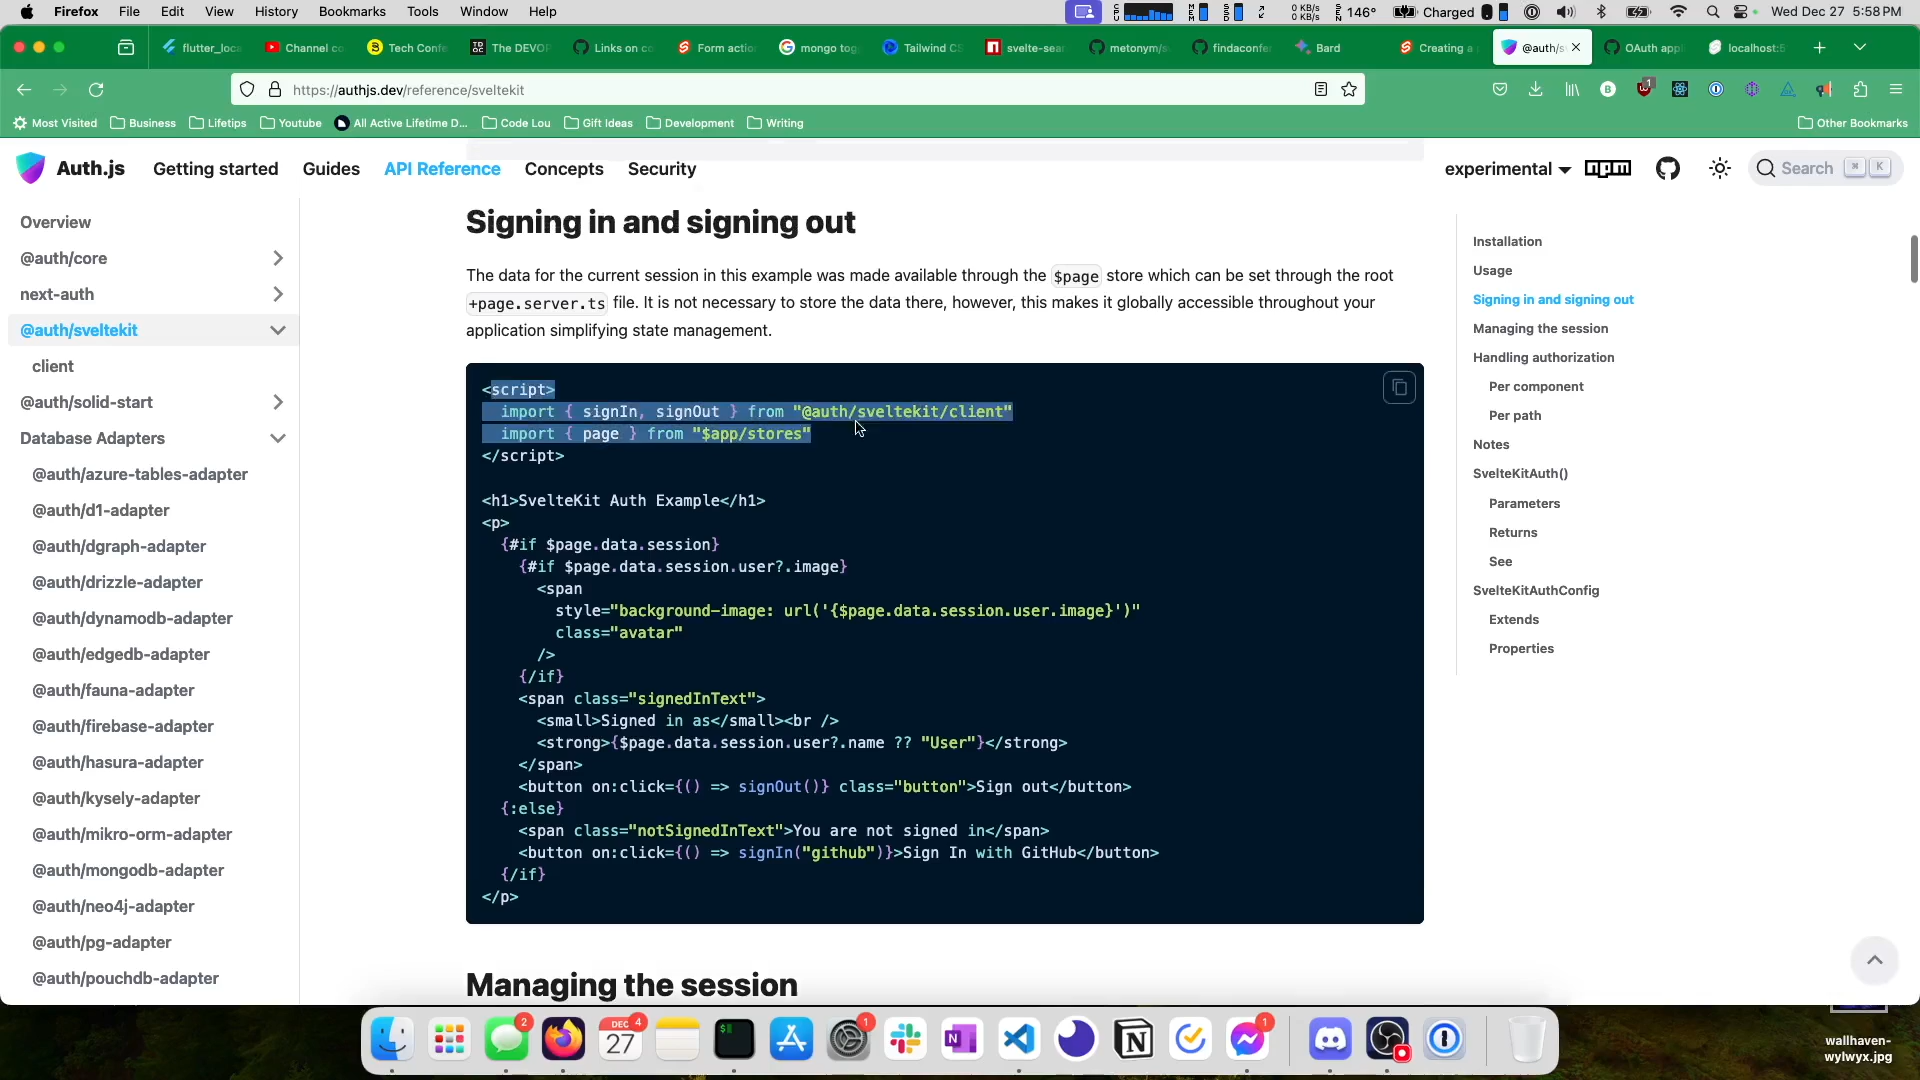 Firefox File Edit View History Bookmarks Tools Window Help
0 KB/s
0 KB/s
146° Charged Wed Dec 27 5:58 PM
flutter_loca Channel co Tech Confe The DEVOP Links on co Form action mongo tog Tailwind CS svelte-sea metonym/s findaconfer Bard Creating a @auth/s OAuth appl localhost:5
https://authjs.dev/reference/sveltekit
Most Visited Business Lifetips Youtube All Active Lifetime D... Code Lou Gift Ideas Development Writing Other Bookmarks
Auth.js Getting started Guides API Reference Concepts Security experimental npm Search ⌘ K
Overview
@auth/core
next-auth
@auth/sveltekit
client
@auth/solid-start
Database Adapters
@auth/azure-tables-adapter
@auth/d1-adapter
@auth/dgraph-adapter
@auth/drizzle-adapter
@auth/dynamodb-adapter
@auth/edgedb-adapter
@auth/fauna-adapter
@auth/firebase-adapter
@auth/hasura-adapter
@auth/kysely-adapter
@auth/mikro-orm-adapter
@auth/mongodb-adapter
@auth/neo4j-adapter
@auth/pg-adapter
@auth/pouchdb-adapter
Signing in and signing out
The data for the current session in this example was made available through the $page store which can be set through the root
+page.server.ts file. It is not necessary to store the data there, however, this makes it globally accessible throughout your
application simplifying state management.
<script>
import { signIn, signOut } from "@auth/sveltekit/client"
import { page } from "$app/stores"
</script>
<h1>SvelteKit Auth Example</h1>
<p>
{#if $page.data.session}
{#if $page.data.session.user?.image}
<span
style="background-image: url('{$page.data.session.user.image}')"
class="avatar"
/>
{/if}
<span class="signedInText">
<small>Signed in as</small><br />
<strong>{$page.data.session.user?.name ?? "User"}</strong>
</span>
<button on:click={() => signOut()} class="button">Sign out</button>
{:else}
<span class="notSignedInText">You are not signed in</span>
<button on:click={() => signIn("github")}>Sign In with GitHub</button>
{/if}
</p>
Managing the session
Installation
Usage
Signing in and signing out
Managing the session
Handling authorization
Per component
Per path
Notes
SvelteKitAuth()
Parameters
Returns
See
SvelteKitAuthConfig
Extends
Properties
2 DEC 27 4 1 1
wallhaven-
wylwyx.jpg